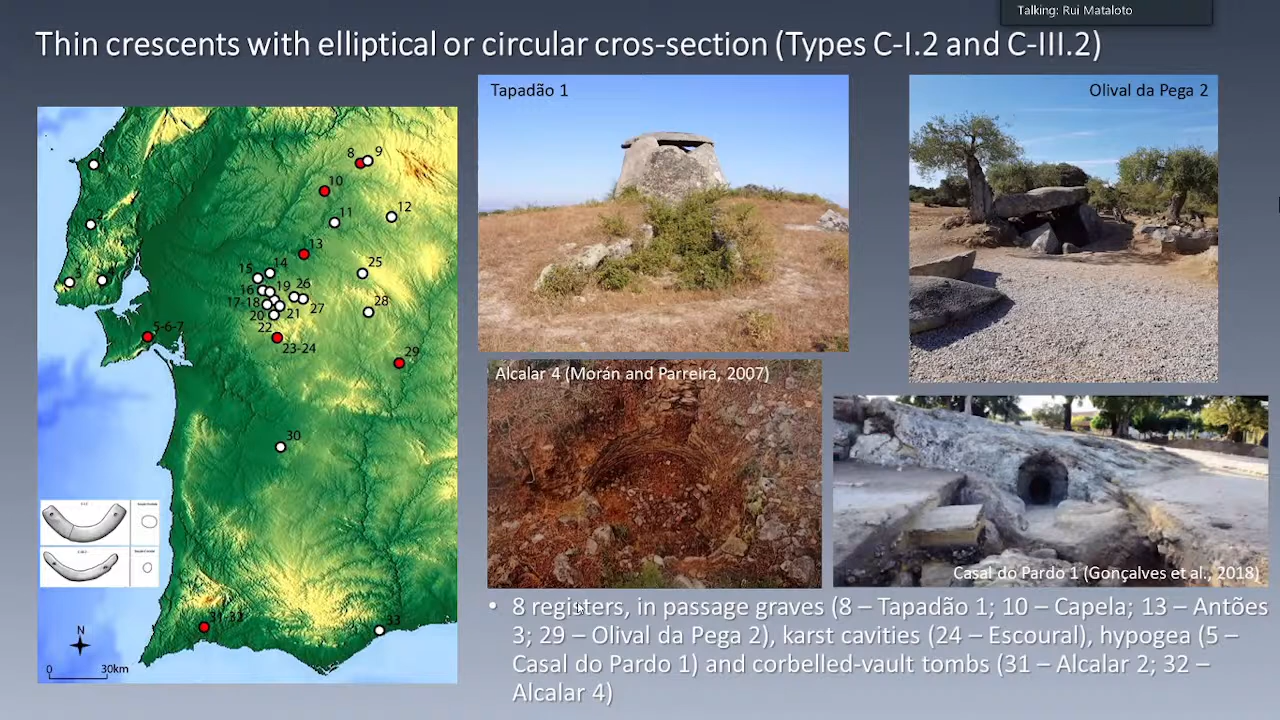 Talking: Rui Mataloto
Thin crescents with elliptical or circular cros-section (Types C-I.2 and C-III.2)
Tapadão 1
Olival da Pega 2
Alcalar 4 (Morán and Parreira, 2007)
Casal do Pardo 1 (Gonçalves et al., 2018)
8
9
10
11
12
13
14
15
25
16
19
26
17-18
27
28
20
21
22
5-6-7
23-24
29
30
3
31-32
33
N
0
30km
• 8 registers, in passage graves (8 – Tapadão 1; 10 – Capela; 13 – Antões
3; 29 – Olival da Pega 2), karst cavities (24 – Escoural), hypogea (5 –
Casal do Pardo 1) and corbelled-vault tombs (31 – Alcalar 2; 32 –
Alcalar 4)